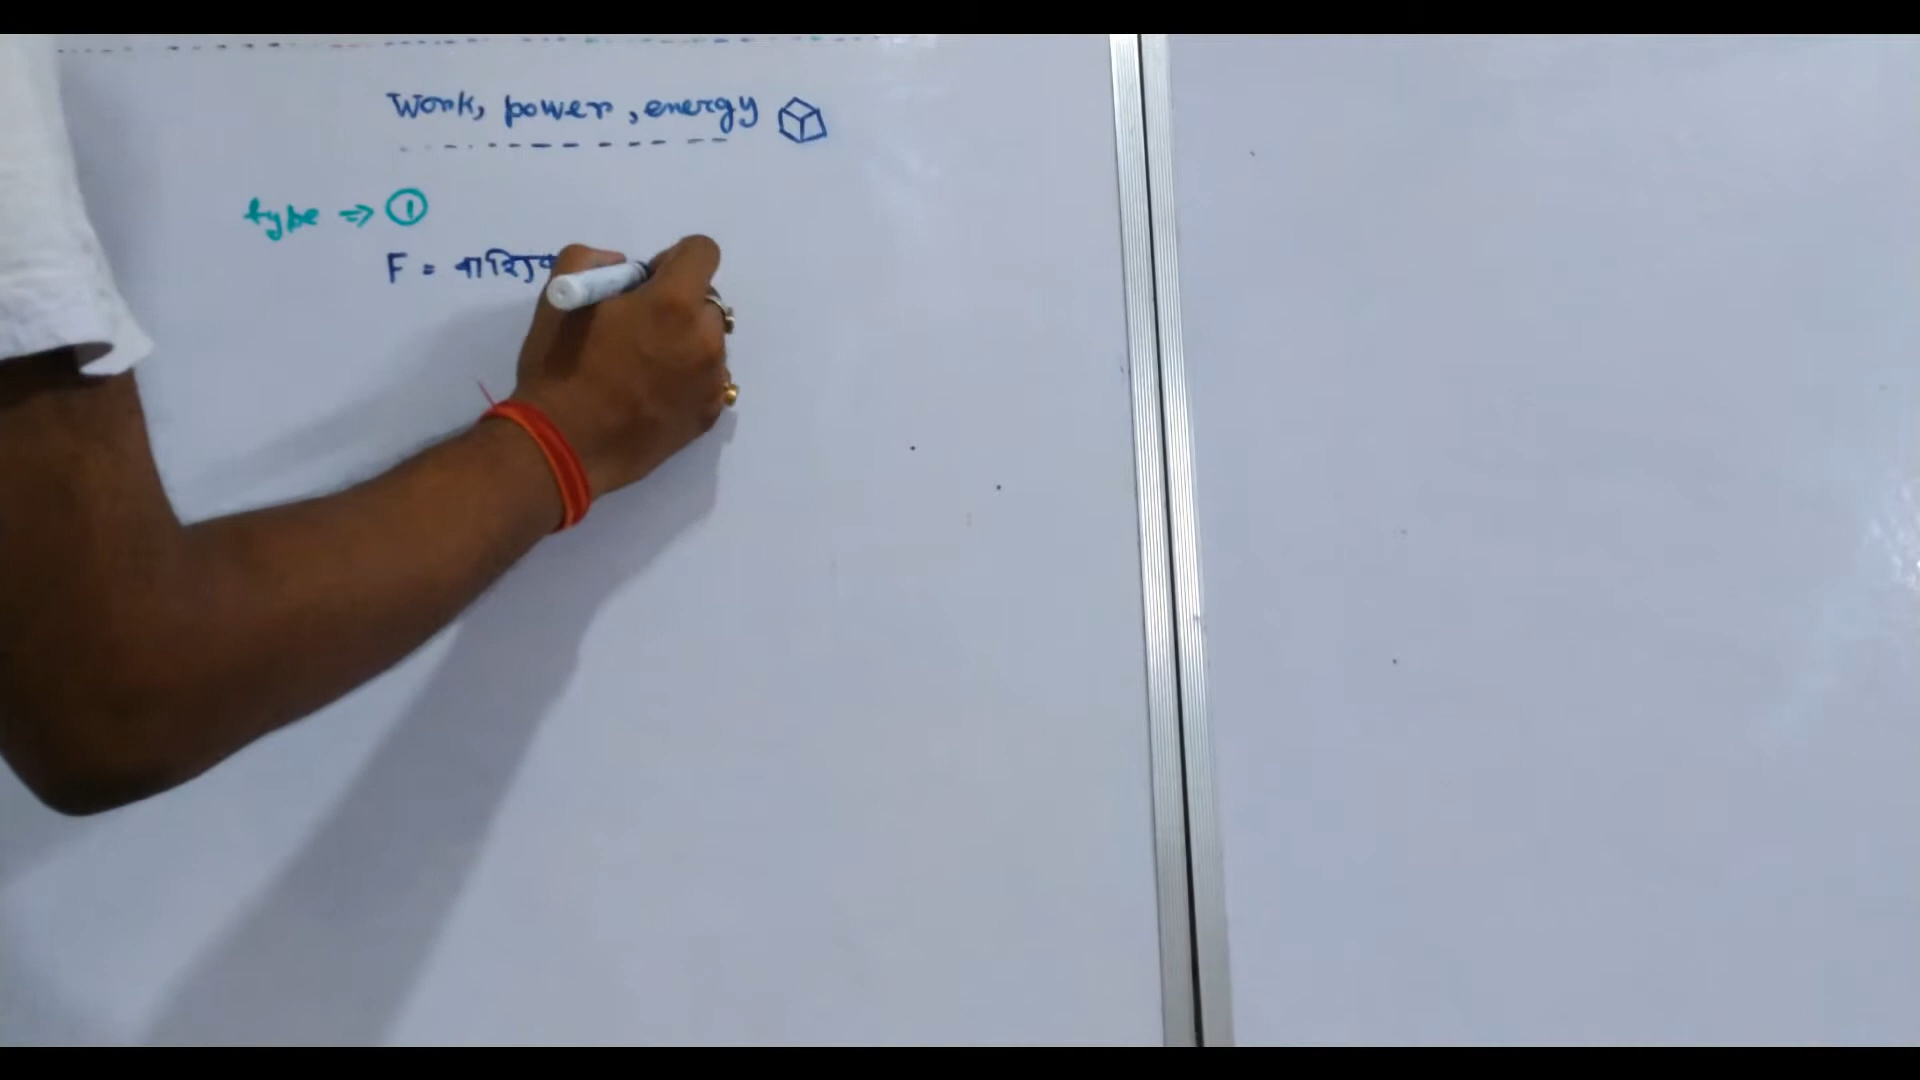 Work, power, energy
type ⇒ ①
F =